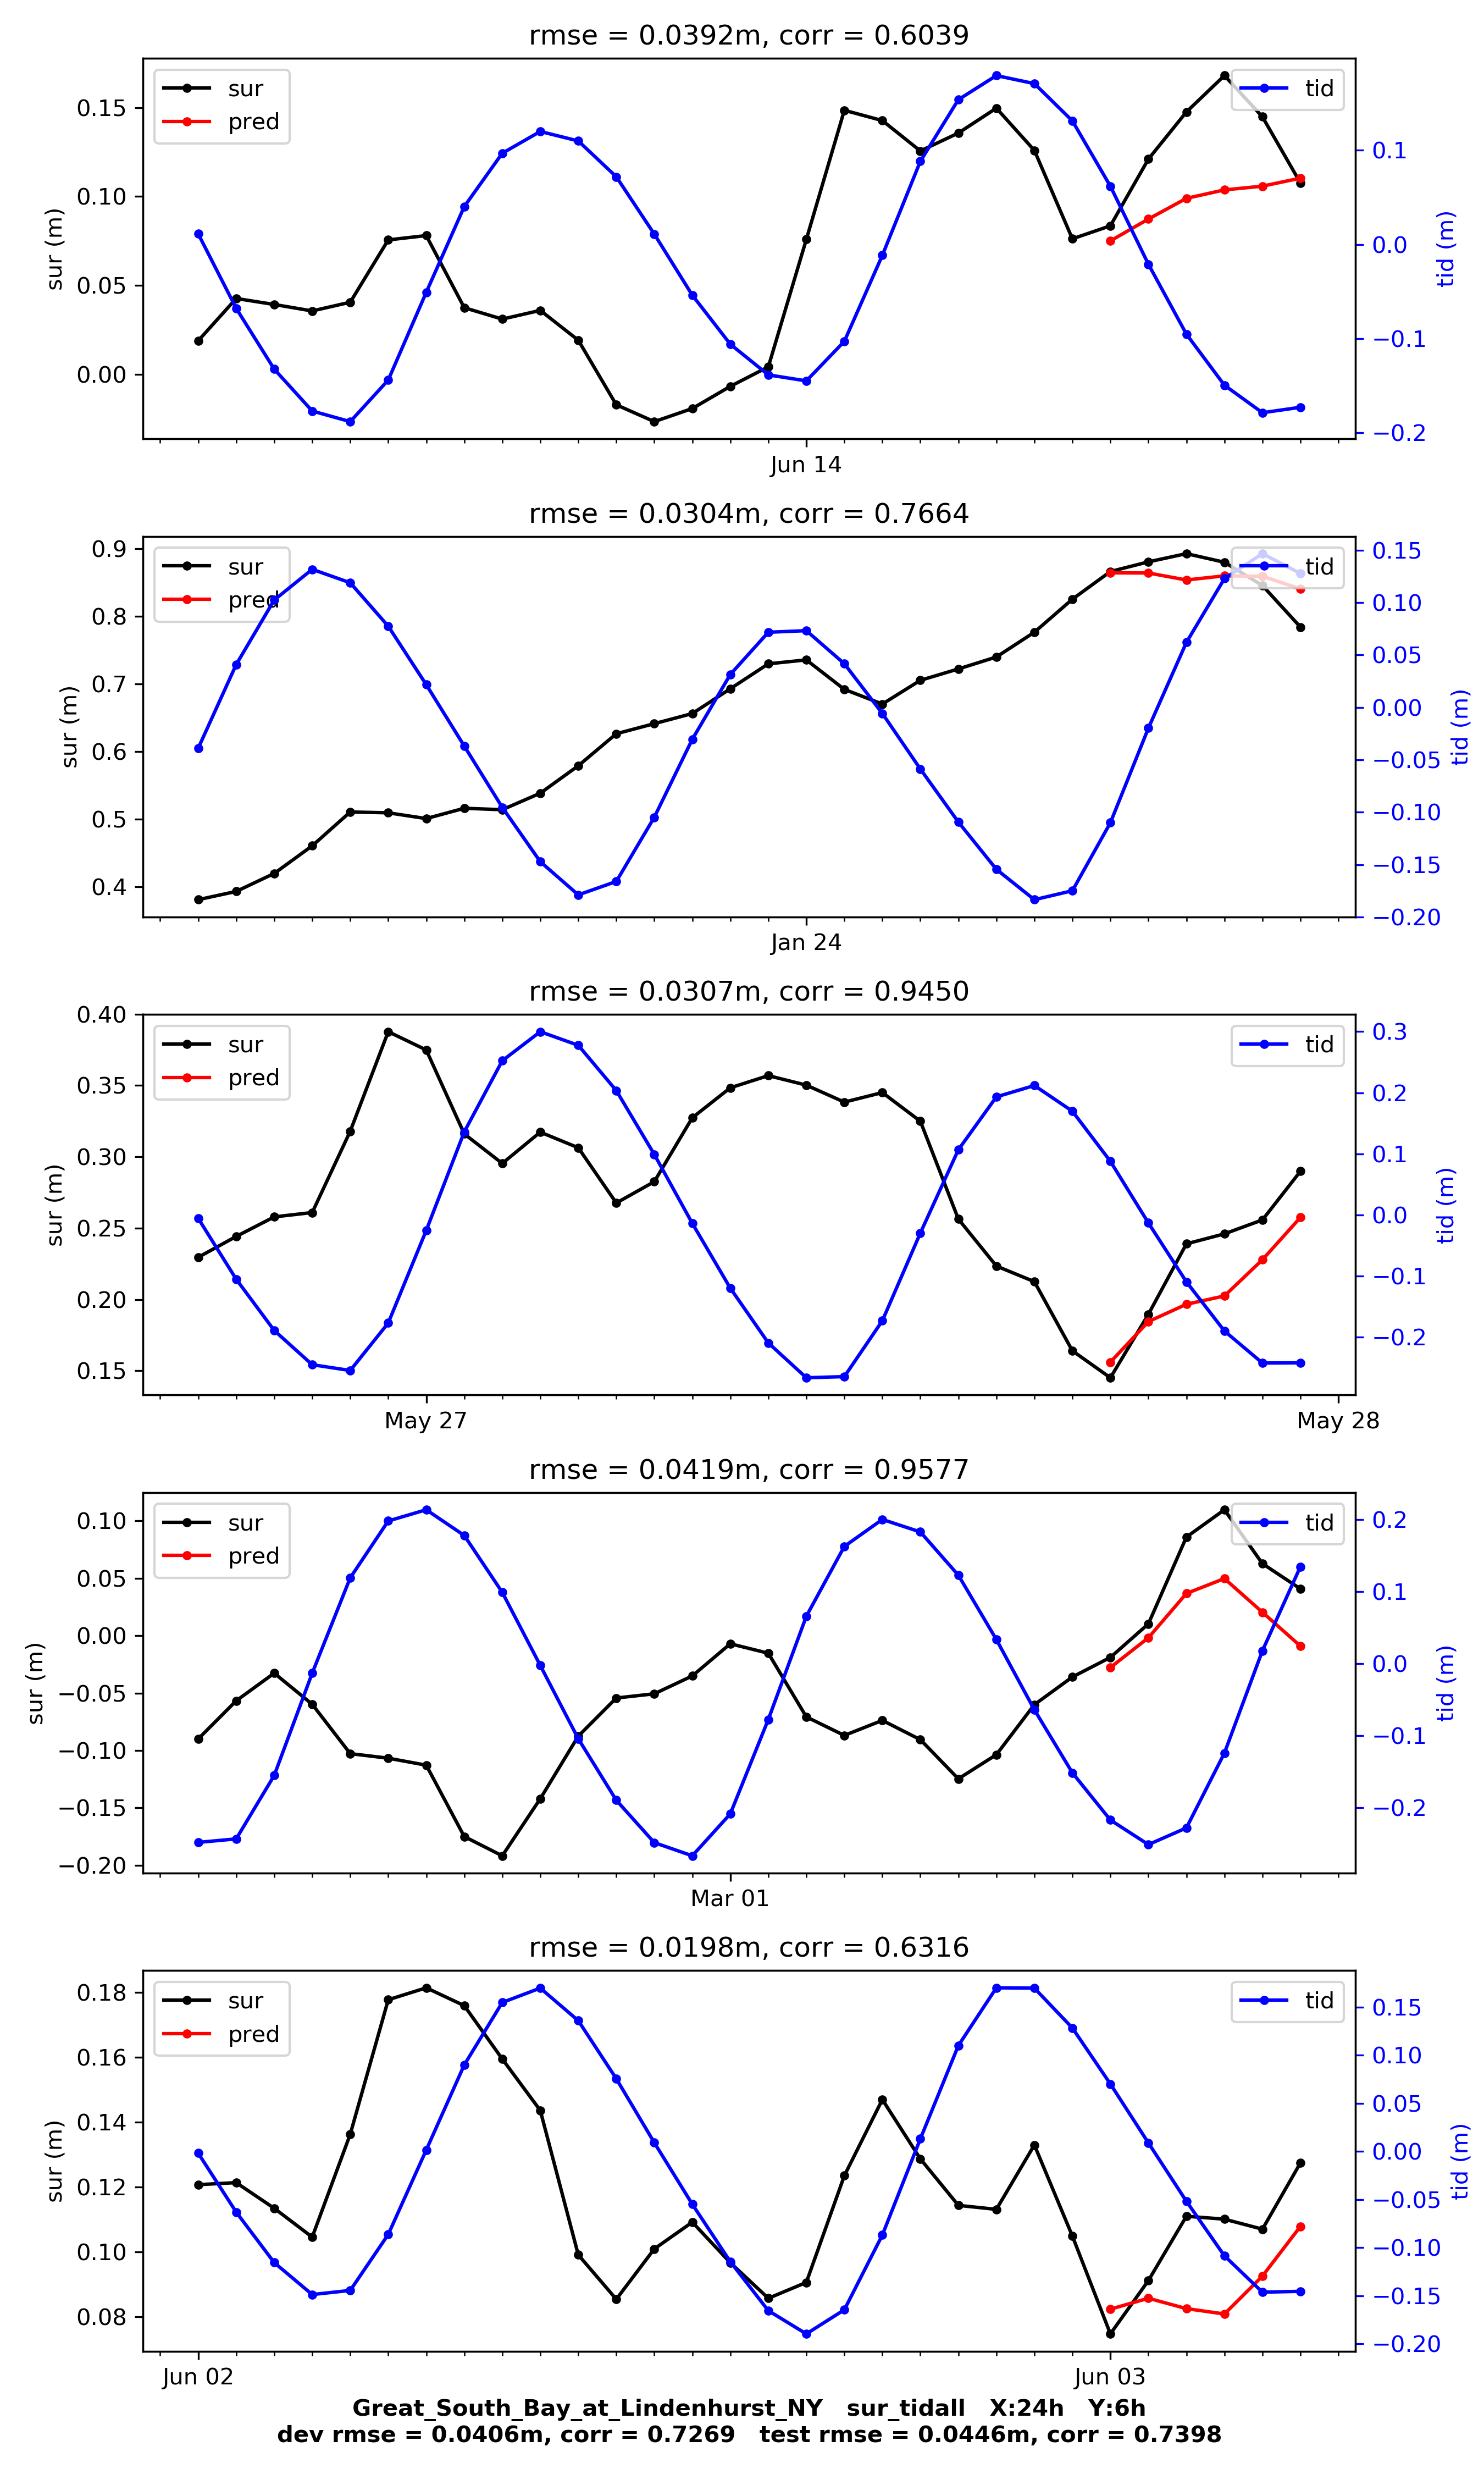 rmse = 0.0392m, corr = 0.6039
sur
pred
tid
0.15
0.10
0.05
0.00
sur (m)
0.1
0.0
−0.1
−0.2
tid (m)
Jun 14
rmse = 0.0304m, corr = 0.7664
sur
pred
tid
0.9
0.8
0.7
0.6
0.5
0.4
sur (m)
0.15
0.10
0.05
0.00
−0.05
−0.10
−0.15
−0.20
tid (m)
Jan 24
rmse = 0.0307m, corr = 0.9450
sur
pred
tid
0.40
0.35
0.30
0.25
0.20
0.15
sur (m)
0.3
0.2
0.1
0.0
−0.1
−0.2
tid (m)
May 27
May 28
rmse = 0.0419m, corr = 0.9577
sur
pred
tid
0.10
0.05
0.00
−0.05
−0.10
−0.15
−0.20
sur (m)
0.2
0.1
0.0
−0.1
−0.2
tid (m)
Mar 01
rmse = 0.0198m, corr = 0.6316
sur
pred
tid
0.18
0.16
0.14
0.12
0.10
0.08
sur (m)
0.15
0.10
0.05
0.00
−0.05
−0.10
−0.15
−0.20
tid (m)
Jun 02
Jun 03
Great_South_Bay_at_Lindenhurst_NY   sur_tidall   X:24h   Y:6h
dev rmse = 0.0406m, corr = 0.7269   test rmse = 0.0446m, corr = 0.7398